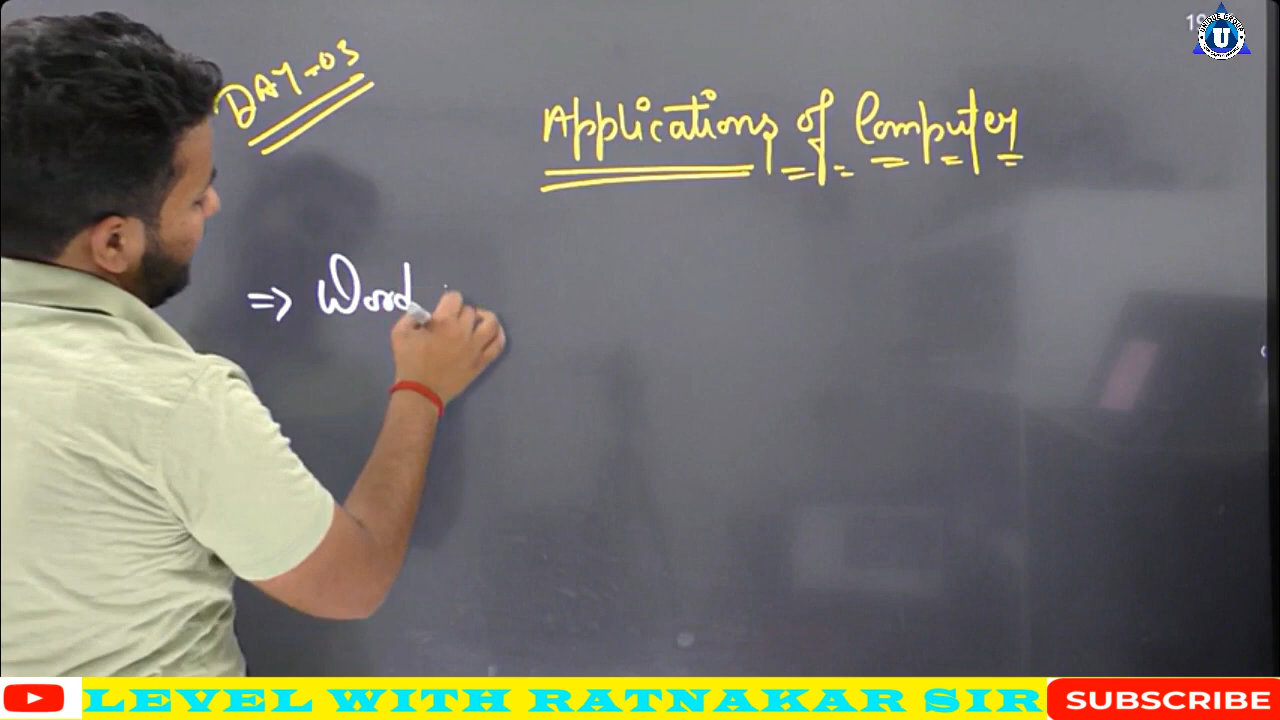 DAY-03
Applications of Computer
⇒ Word
U
LEVEL WITH RATNAKAR SIR SUBSCRIBE